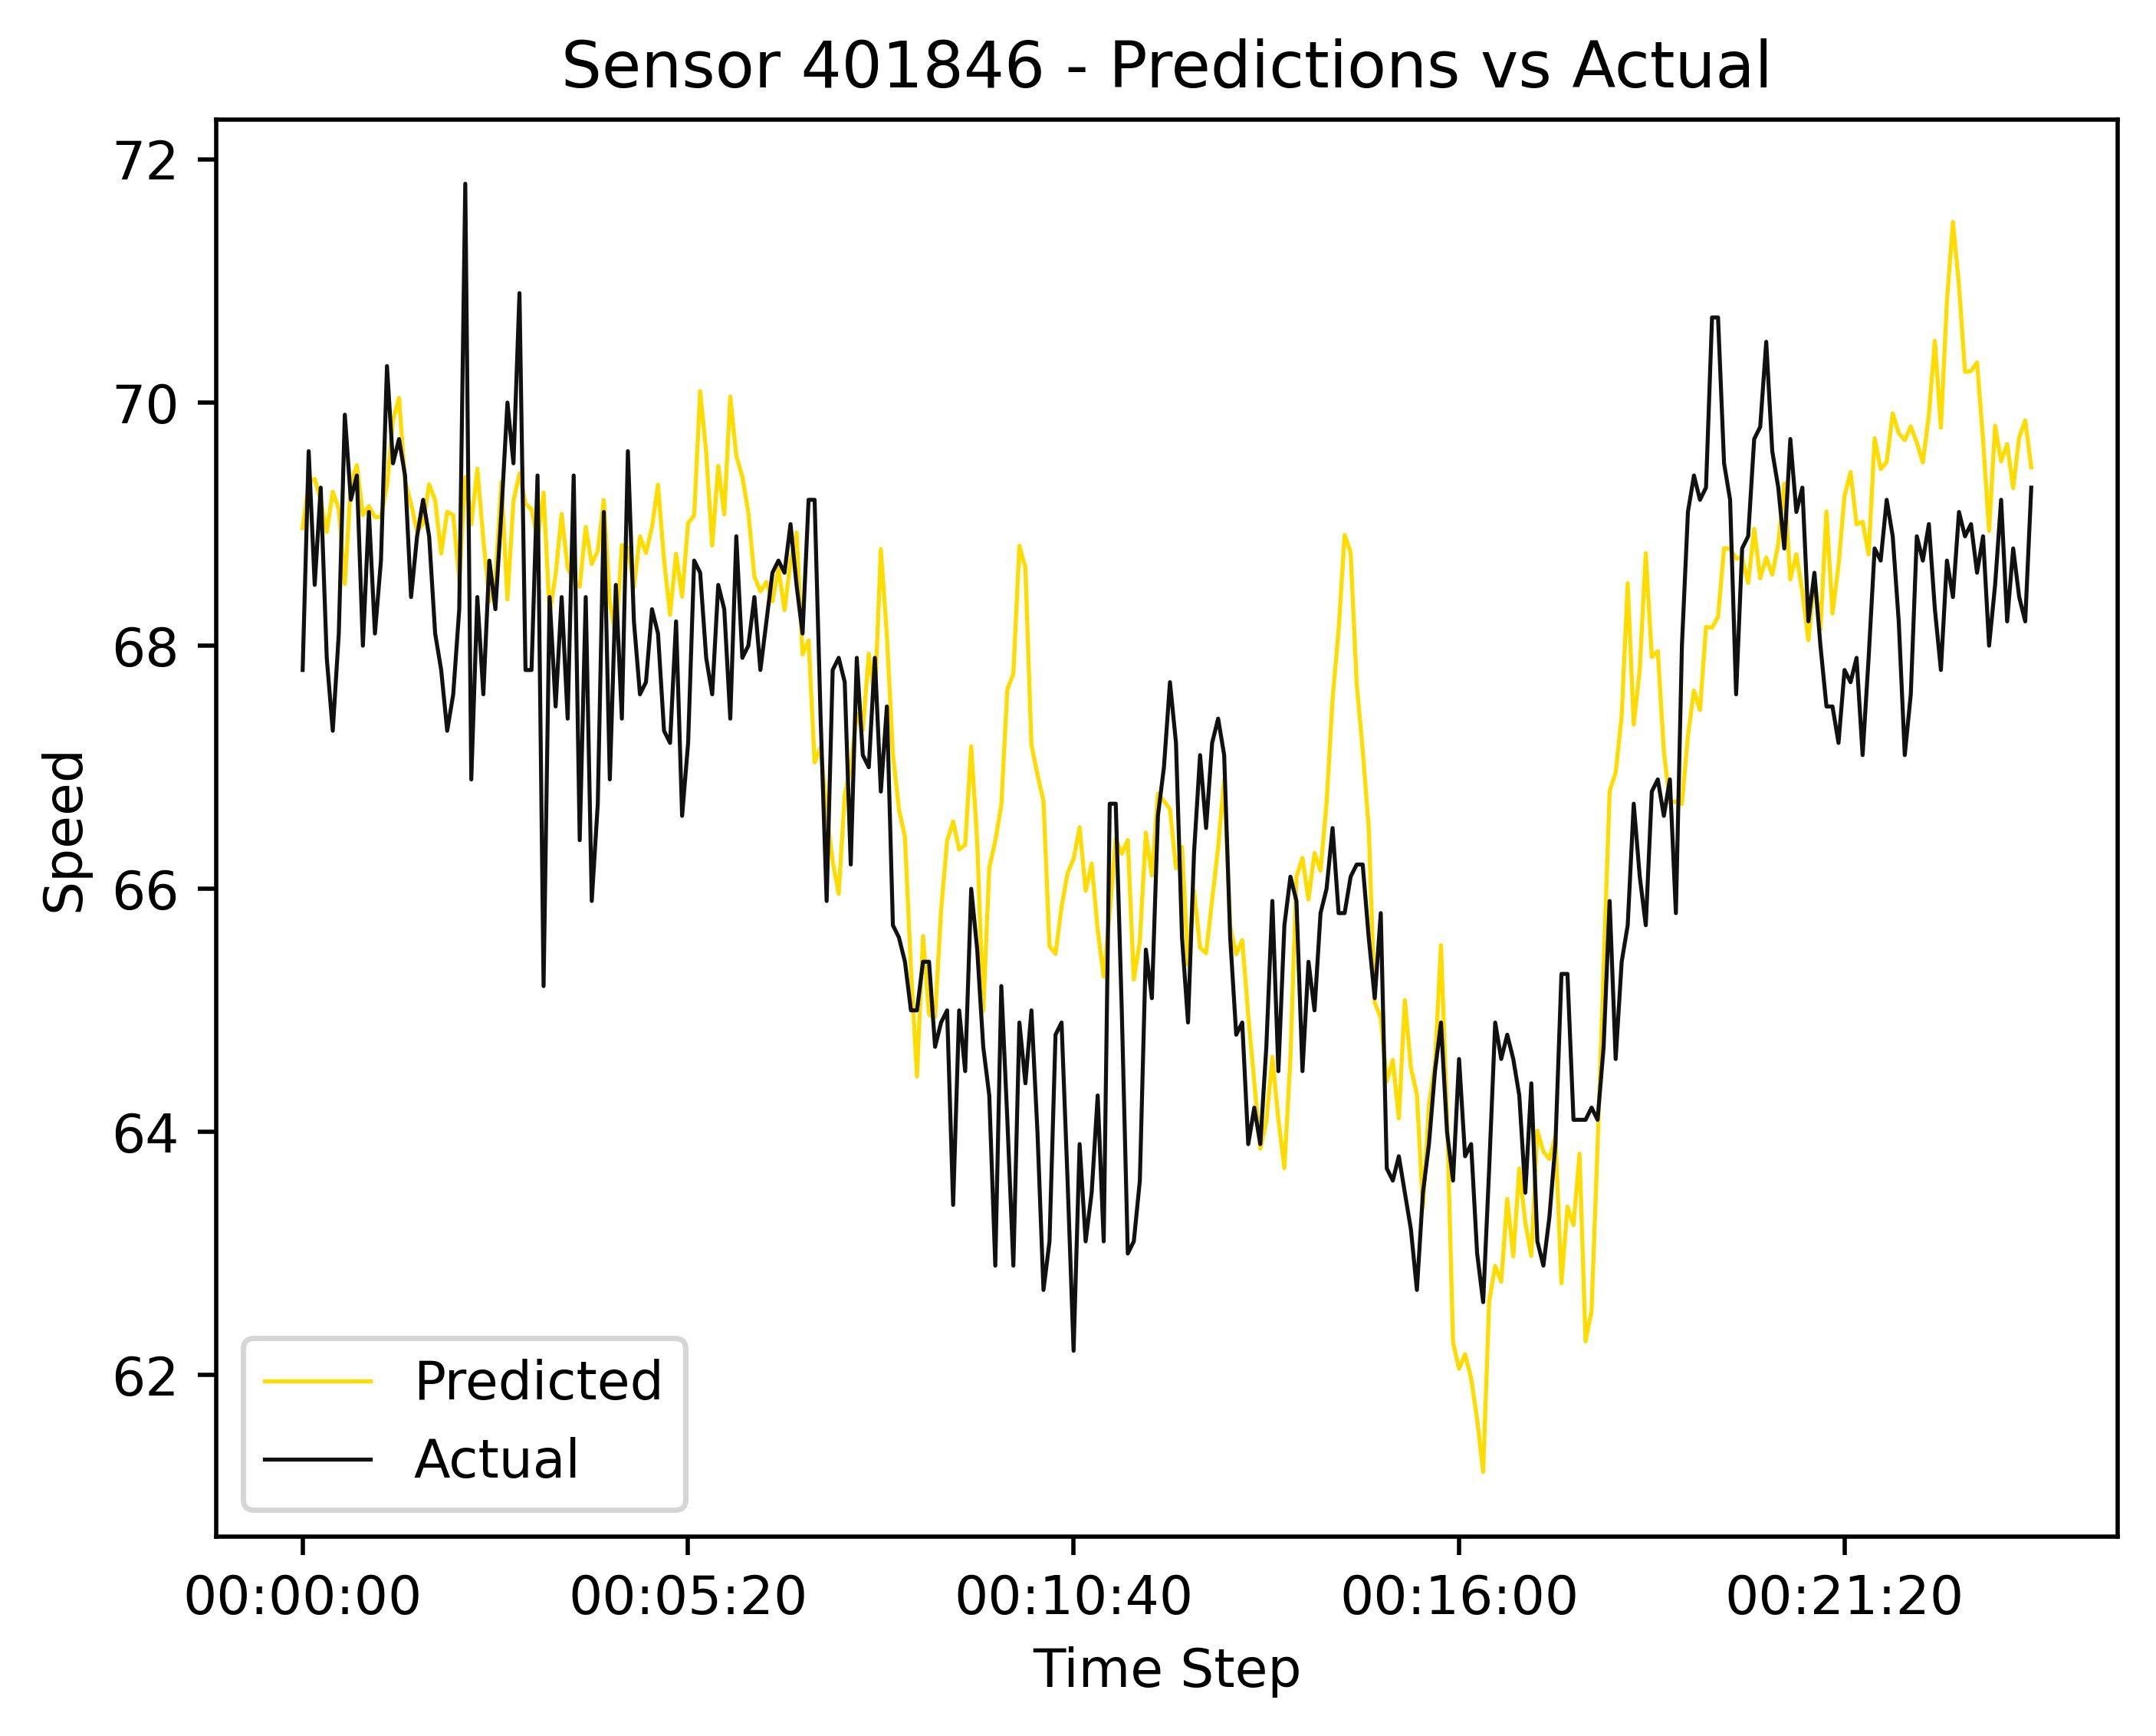 Sensor 401846 - Predictions vs Actual
72
70
68
66
64
62
Speed
Predicted
Actual
00:00:00 00:05:20 00:10:40 00:16:00 00:21:20
Time Step